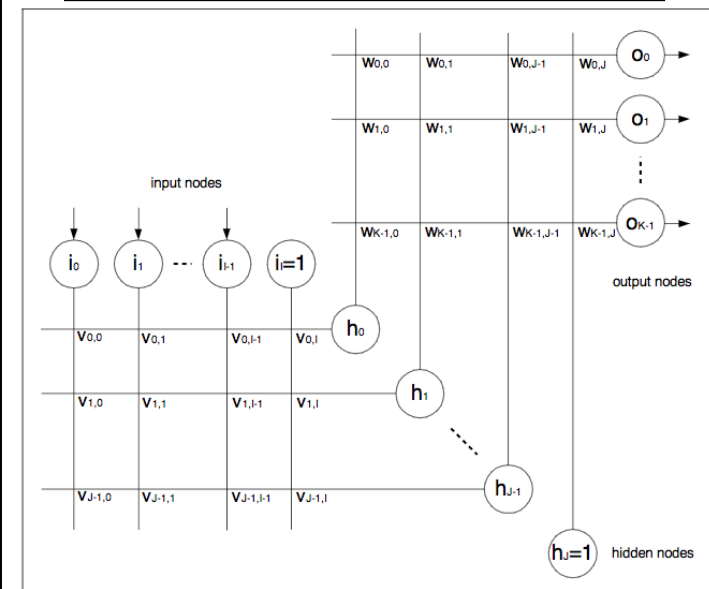 W0,0 W0,1 W0,J-1 W0,J O0
W1,0 W1,1 W1,J-1 W1,J O1
input nodes
WK-1,0 WK-1,1 WK-1,J-1 WK-1,J OK-1
i0 i1 iI-1 iI=1
output nodes
V0,0 V0,1 V0,I-1 V0,I h0
V1,0 V1,1 V1,I-1 V1,I h1
VJ-1,0 VJ-1,1 VJ-1,I-1 VJ-1,I hJ-1
hJ=1 hidden nodes